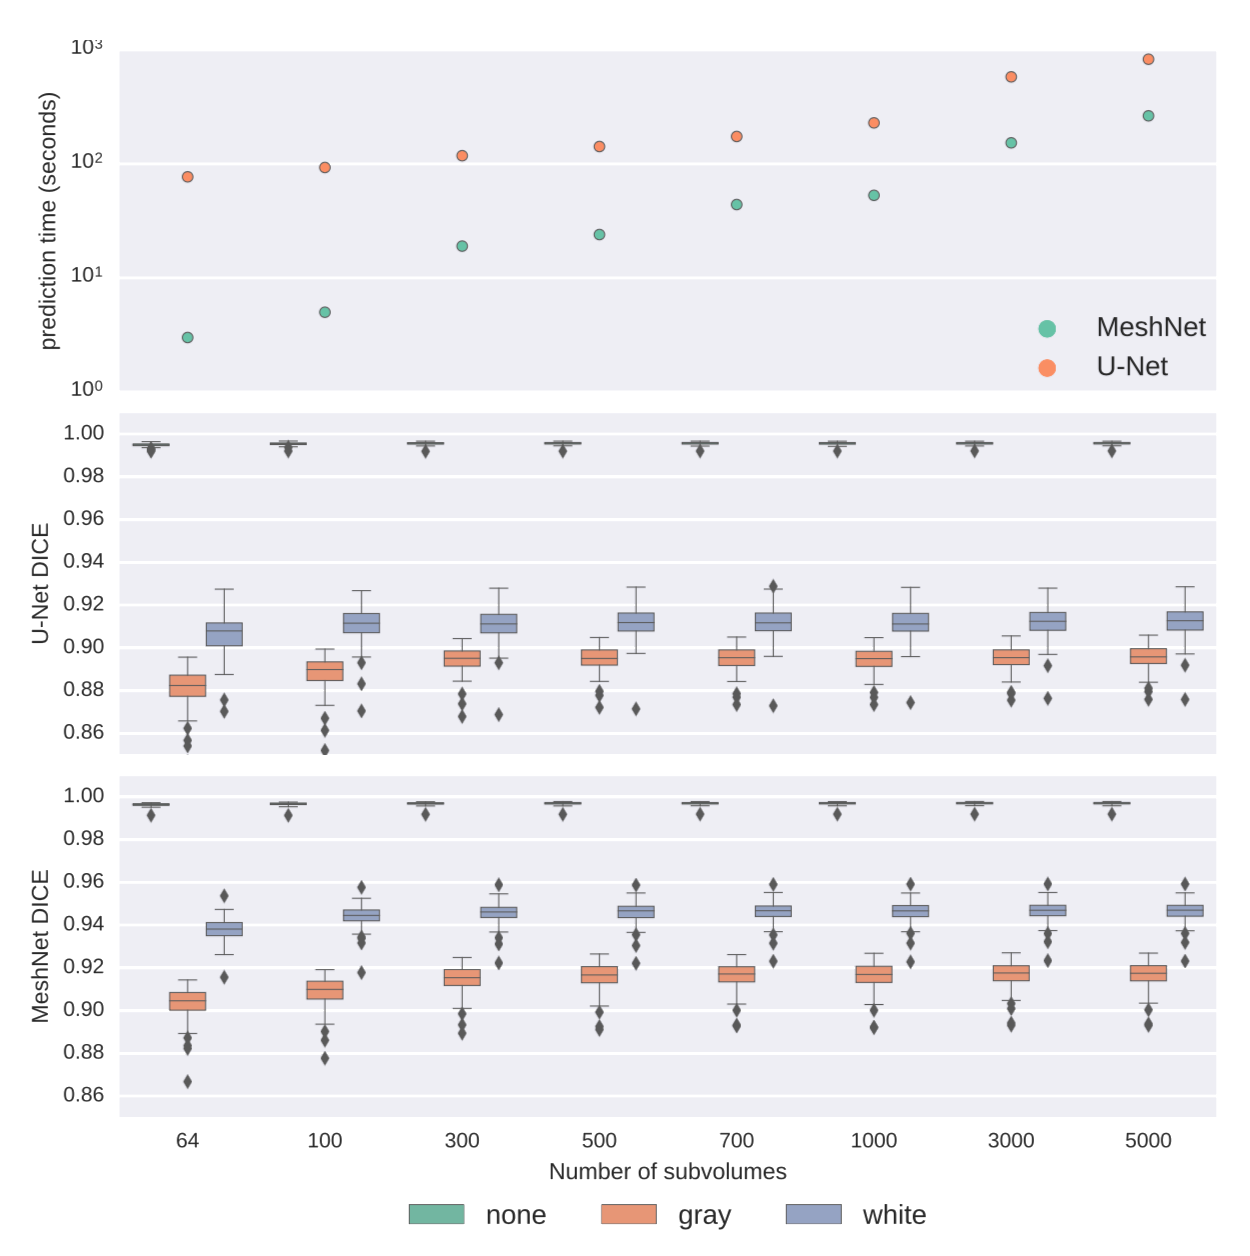 10³
10²
10¹
10⁰
prediction time (seconds)
MeshNet
U-Net
1.00
0.98
0.96
0.94
0.92
0.90
0.88
0.86
U-Net DICE
1.00
0.98
0.96
0.94
0.92
0.90
0.88
0.86
MeshNet DICE
64 100 300 500 700 1000 3000 5000
Number of subvolumes
none gray white